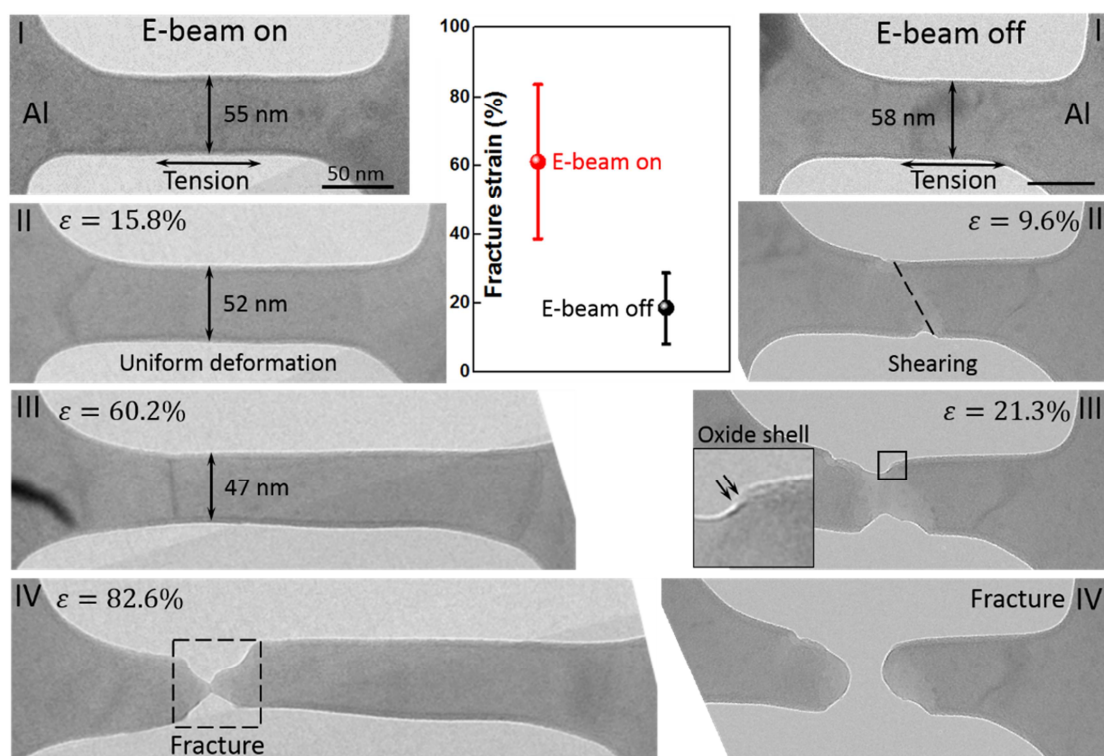 I
E-beam on
Al
55 nm
Tension
50 nm
II
ε = 15.8%
52 nm
Uniform deformation
III
ε = 60.2%
47 nm
IV
ε = 82.6%
Fracture
100
80
60
40
20
0
Fracture strain (%)
E-beam on
E-beam off
E-beam off
I
58 nm
Al
Tension
ε = 9.6%
II
Shearing
ε = 21.3%
III
Oxide shell
Fracture
IV